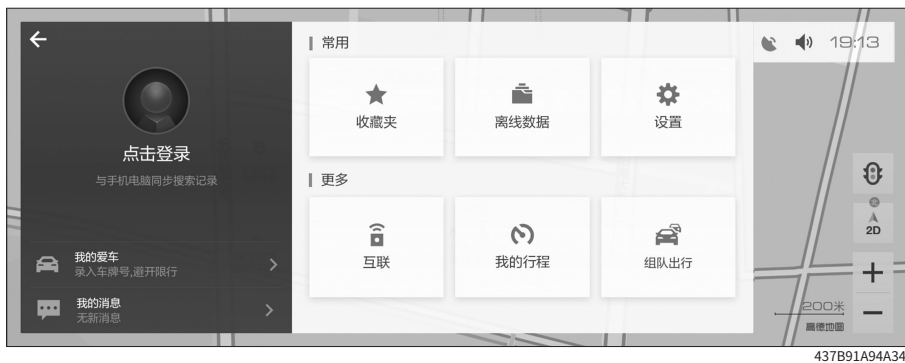 点击登录
与手机电脑同步搜索记录
我的爱车
录入车牌号,避开限行
我的消息
无新消息
常用
收藏夹
离线数据
设置
更多
互联
我的行程
组队出行
19:13
北
2D
200米
高德地图
437B91A94A34